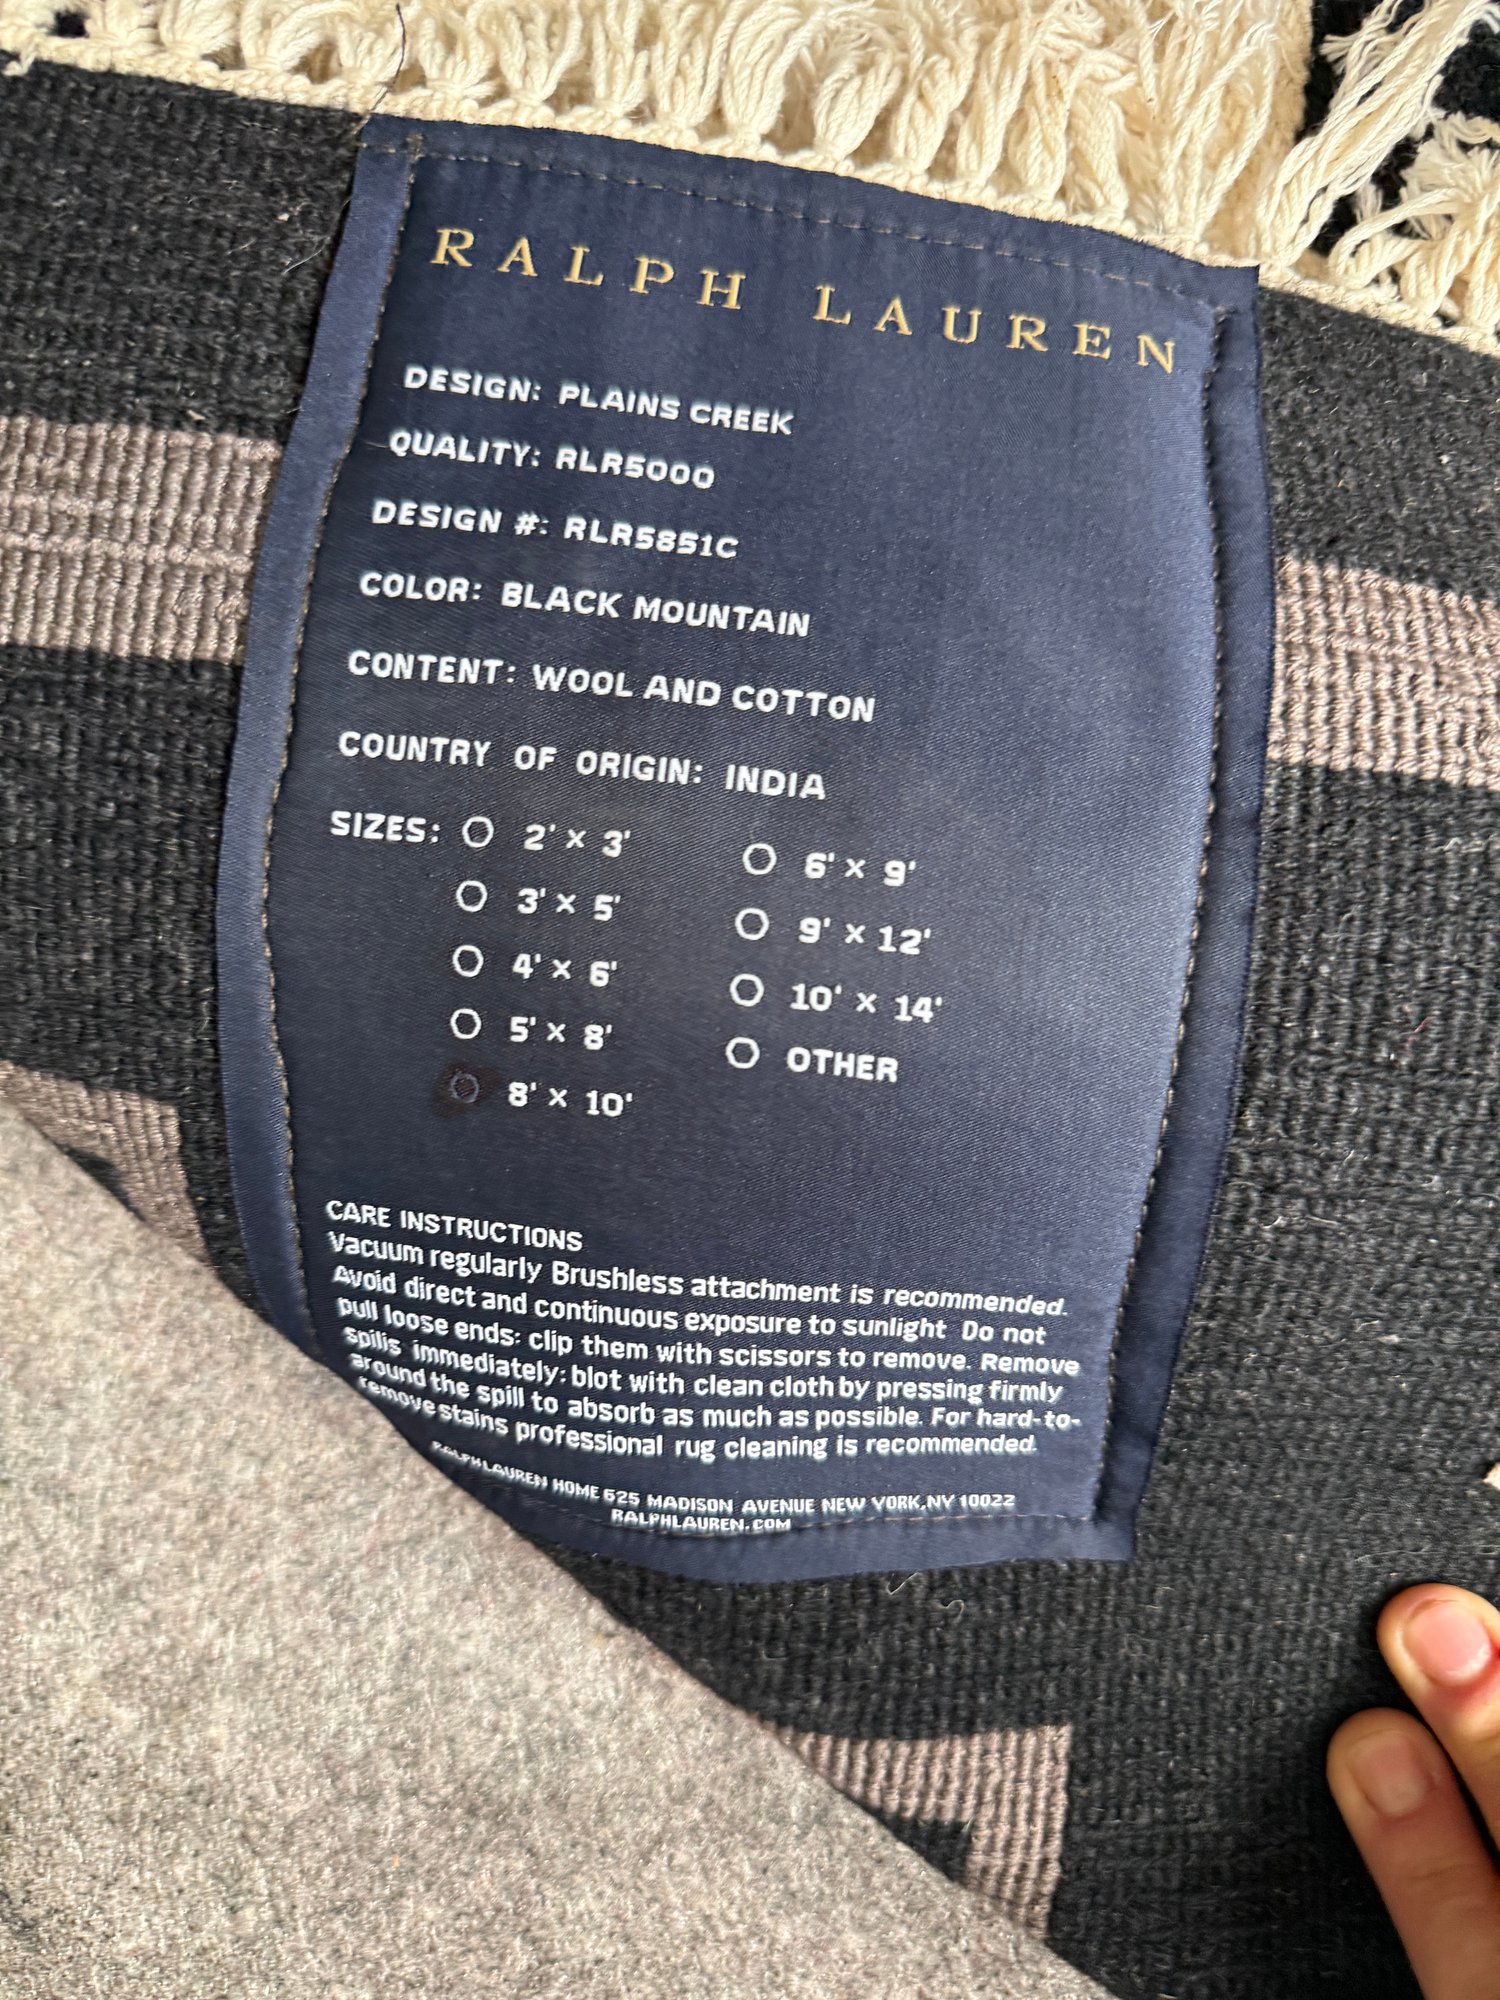 RALPH LAUREN
DESIGN: PLAINS CREEK
QUALITY: RLR5000
DESIGN #: RLR5851C
COLOR: BLACK MOUNTAIN
CONTENT: WOOL AND COTTON
COUNTRY OF ORIGIN: INDIA
SIZES: 2' x 3' 6' x 9'
3' x 5' 9' x 12'
4' x 6' 10' x 14'
5' x 8' OTHER
8' x 10'
CARE INSTRUCTIONS
Vacuum regularly Brushless attachment is recommended.
Avoid direct and continuous exposure to sunlight Do not
pull loose ends: clip them with scissors to remove. Remove
spills immediately; blot with clean cloth by pressing firmly
around the spill to absorb as much as possible. For hard-to-
remove stains professional rug cleaning is recommended.
RALPH LAUREN HOME 625 MADISON AVENUE NEW YORK, NY 10022
RALPHLAUREN.COM